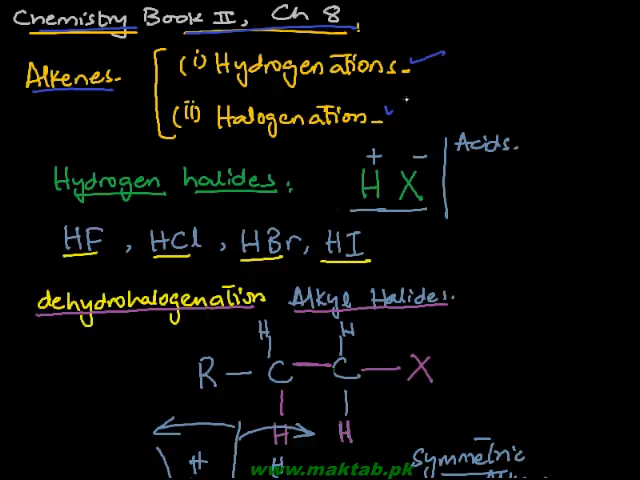 Chemistry Book II, Ch 8.
Alkenes. (i) Hydrogenations
(ii) Halogenation
Hydrogen halides. H⁺ X⁻ Acids.
HF, HCl, HBr, HI
dehydrohalogenation Alkyl Halides.
H H
R – C – C – X
H H
H H Symmetric
www.maktab.pk